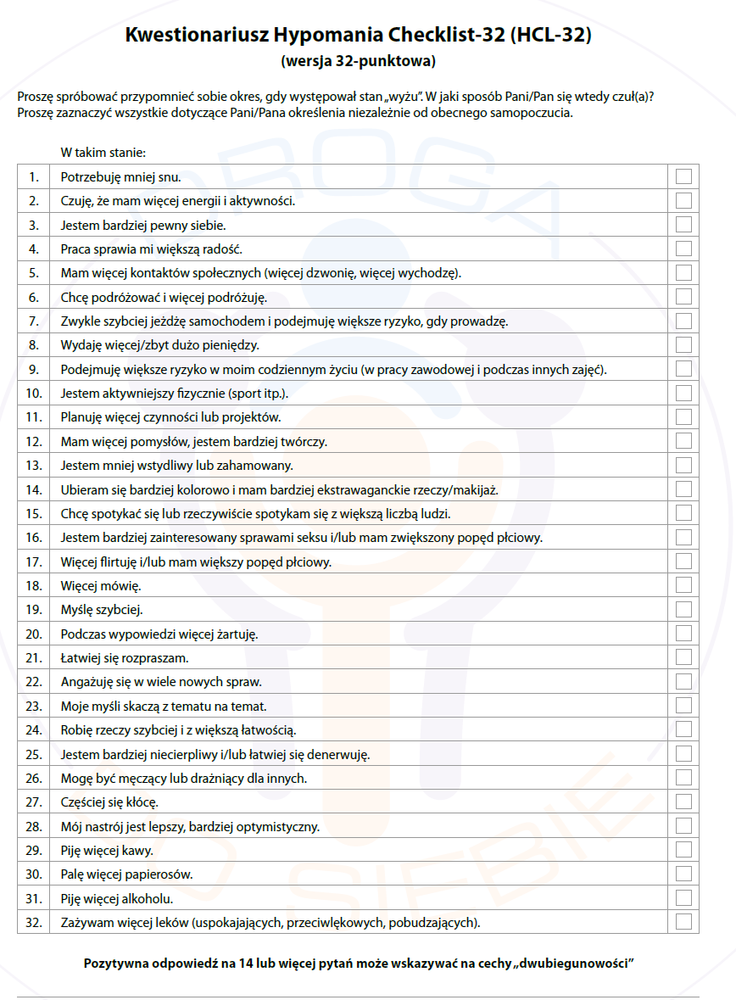 Kwestionariusz Hypomania Checklist-32 (HCL-32)
(wersja 32-punktowa)
Proszę spróbować przypomnieć sobie okres, gdy występował stan „wyżu”. W jaki sposób Pani/Pan się wtedy czuł(a)?
Proszę zaznaczyć wszystkie dotyczące Pani/Pana określenia niezależnie od obecnego samopoczucia.
W takim stanie:
1. Potrzebuję mniej snu.
2. Czuję, że mam więcej energii i aktywności.
3. Jestem bardziej pewny siebie.
4. Praca sprawia mi większą radość.
5. Mam więcej kontaktów społecznych (więcej dzwonię, więcej wychodzę).
6. Chcę podróżować i więcej podróżuję.
7. Zwykle szybciej jeżdżę samochodem i podejmuję większe ryzyko, gdy prowadzę.
8. Wydaję więcej/zbyt dużo pieniędzy.
9. Podejmuję większe ryzyko w moim codziennym życiu (w pracy zawodowej i podczas innych zajęć).
10. Jestem aktywniejszy fizycznie (sport itp.).
11. Planuję więcej czynności lub projektów.
12. Mam więcej pomysłów, jestem bardziej twórczy.
13. Jestem mniej wstydliwy lub zahamowany.
14. Ubieram się bardziej kolorowo i mam bardziej ekstrawaganckie rzeczy/makijaż.
15. Chcę spotykać się lub rzeczywiście spotykam się z większą liczbą ludzi.
16. Jestem bardziej zainteresowany sprawami seksu i/lub mam zwiększony popęd płciowy.
17. Więcej flirtuję i/lub mam większy popęd płciowy.
18. Więcej mówię.
19. Myślę szybciej.
20. Podczas wypowiedzi więcej żartuję.
21. Łatwiej się rozpraszam.
22. Angażuję się w wiele nowych spraw.
23. Moje myśli skaczą z tematu na temat.
24. Robię rzeczy szybciej i z większą łatwością.
25. Jestem bardziej niecierpliwy i/lub łatwiej się denerwuję.
26. Mogę być męczący lub drażniący dla innych.
27. Częściej się kłócę.
28. Mój nastrój jest lepszy, bardziej optymistyczny.
29. Piję więcej kawy.
30. Palę więcej papierosów.
31. Piję więcej alkoholu.
32. Zażywam więcej leków (uspokajających, przeciwlękowych, pobudzających).
Pozytywna odpowiedź na 14 lub więcej pytań może wskazywać na cechy „dwubiegunowości”
DROGA
DO SIEBIE